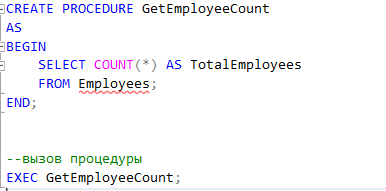 CREATE PROCEDURE GetEmployeeCount
AS
BEGIN
    SELECT COUNT(*) AS TotalEmployees
    FROM Employees;
END;
--вызов процедуры
EXEC GetEmployeeCount;